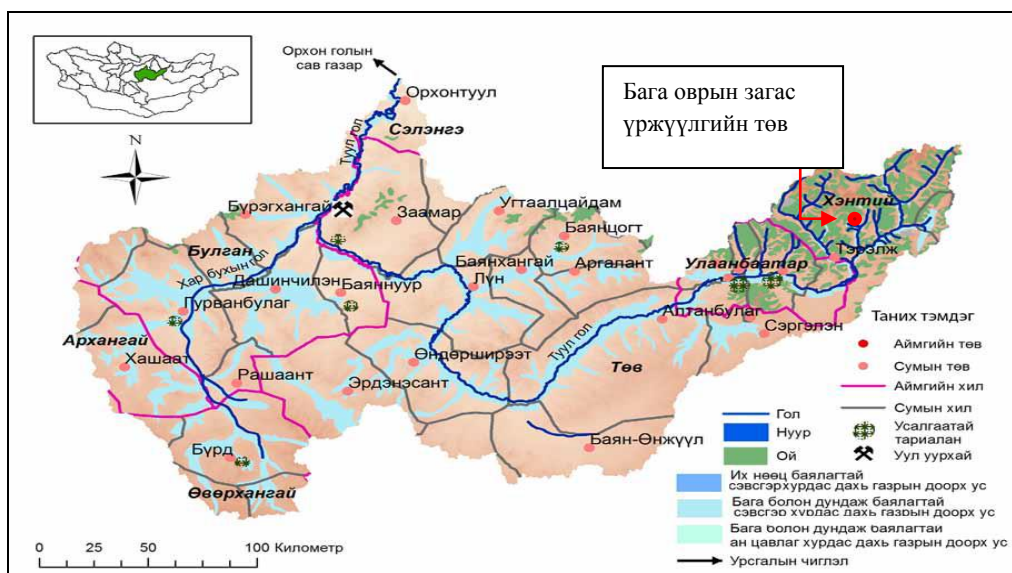 Орхон голын
сав газар
Орхонтуул
Сэлэнгэ
Туул гол
Бага оврын загас
үржүүлгийн төв
N
Хэнтий
Бүрэгхангай
Заамар
Угтаалцайдам
Баянцогт
Тэрэлж
Булган
Улаанбаатар
Хар бухын гол
Баянхангай
Аргалант
Дашинчилэн
Баяннуур
Лүн
Гурванбулаг
Алтанбулаг
Сэргэлэн
Архангай
Туул гол
Хашаат
Өндөрширээт
Төв
Рашаант
Эрдэнэсант
Бүрд
Баян-Өнжүүл
Өвөрхангай
Таних тэмдэг
Аймгийн төв
Сумын төв
Аймгийн хил
Гол
Сумын хил
Нуур
Усалгаатай
тариалан
Ой
Уул уурхай
Их нөөц баялагтай
сэвсгэрхурдас дахь газрын доорх ус
Бага болон дундаж баялагтай
сэвсгэр хурдас дахь газрын доорх ус
Бага болон дундаж баялагтай
ан цавлаг хурдас дахь газрын доорх ус
Урсгалын чиглэл
0 25 50 100 Километр